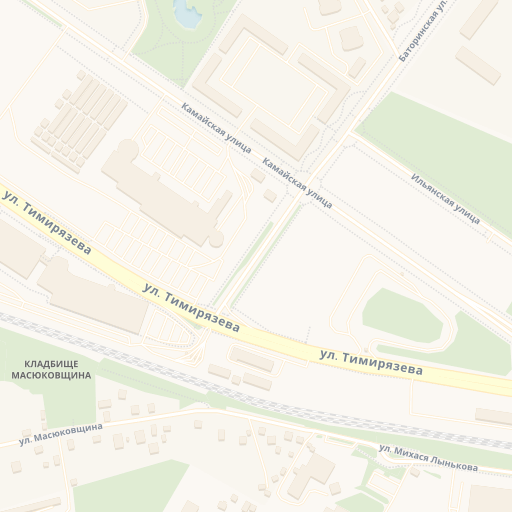 Баторинская ул.
Камайская улица
Камайская улица
Ильянская улица
ул. Тимирязева
ул. Тимирязева
ул. Тимирязева
КЛАДБИЩЕ
МАСЮКОВЩИНА
ул. Масюковщина
ул. Михася Лынькова